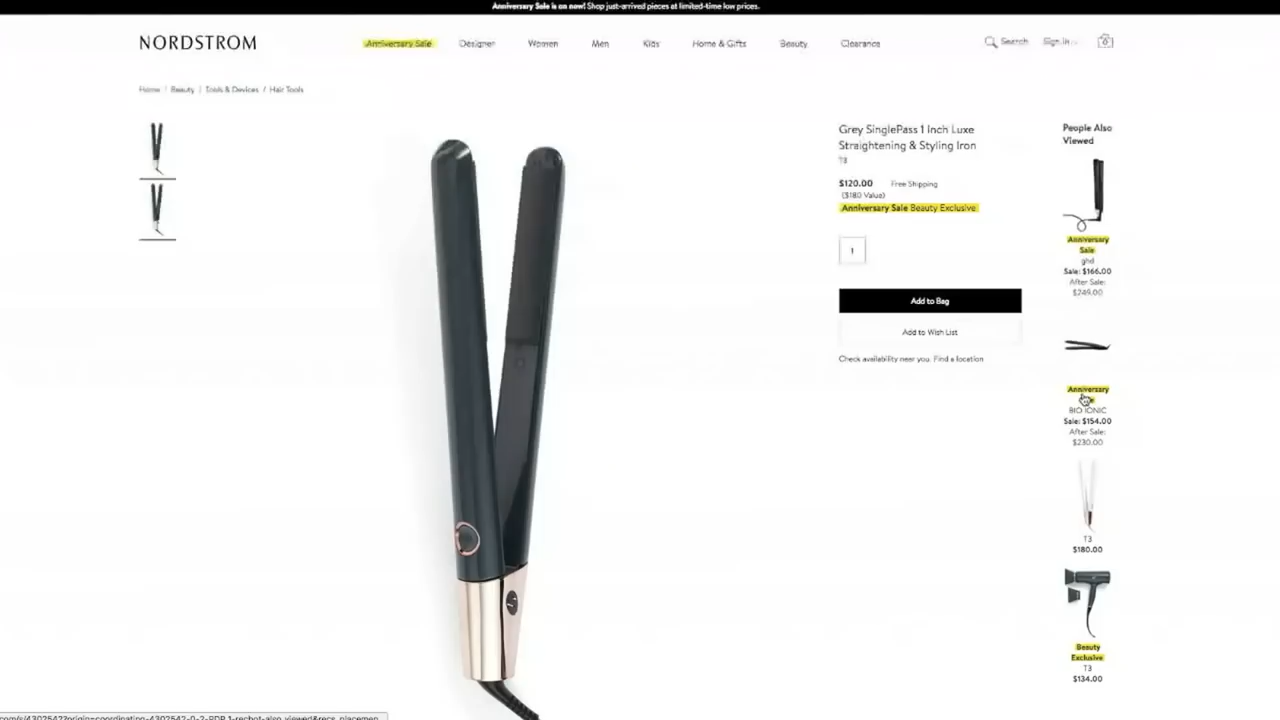 Anniversary Sale is on now! Shop just-arrived pieces at limited-time low prices.
NORDSTROM
Anniversary Sale
Designer
Women
Men
Kids
Home & Gifts
Beauty
Clearance
Search
Sign In
0
Home / Beauty / Tools & Devices / Hair Tools
Grey SinglePass 1 Inch Luxe
Straightening & Styling Iron
T3
$120.00 Free Shipping
($180 Value)
Anniversary Sale Beauty Exclusive
1
Add to Bag
Add to Wish List
Check availability near you. Find a location
People Also
Viewed
Anniversary
Sale
ghd
Sale: $166.00
After Sale:
$249.00
Anniversary
BIO IONIC
Sale: $154.00
After Sale:
$230.00
T3
$180.00
Beauty
Exclusive
T3
$134.00